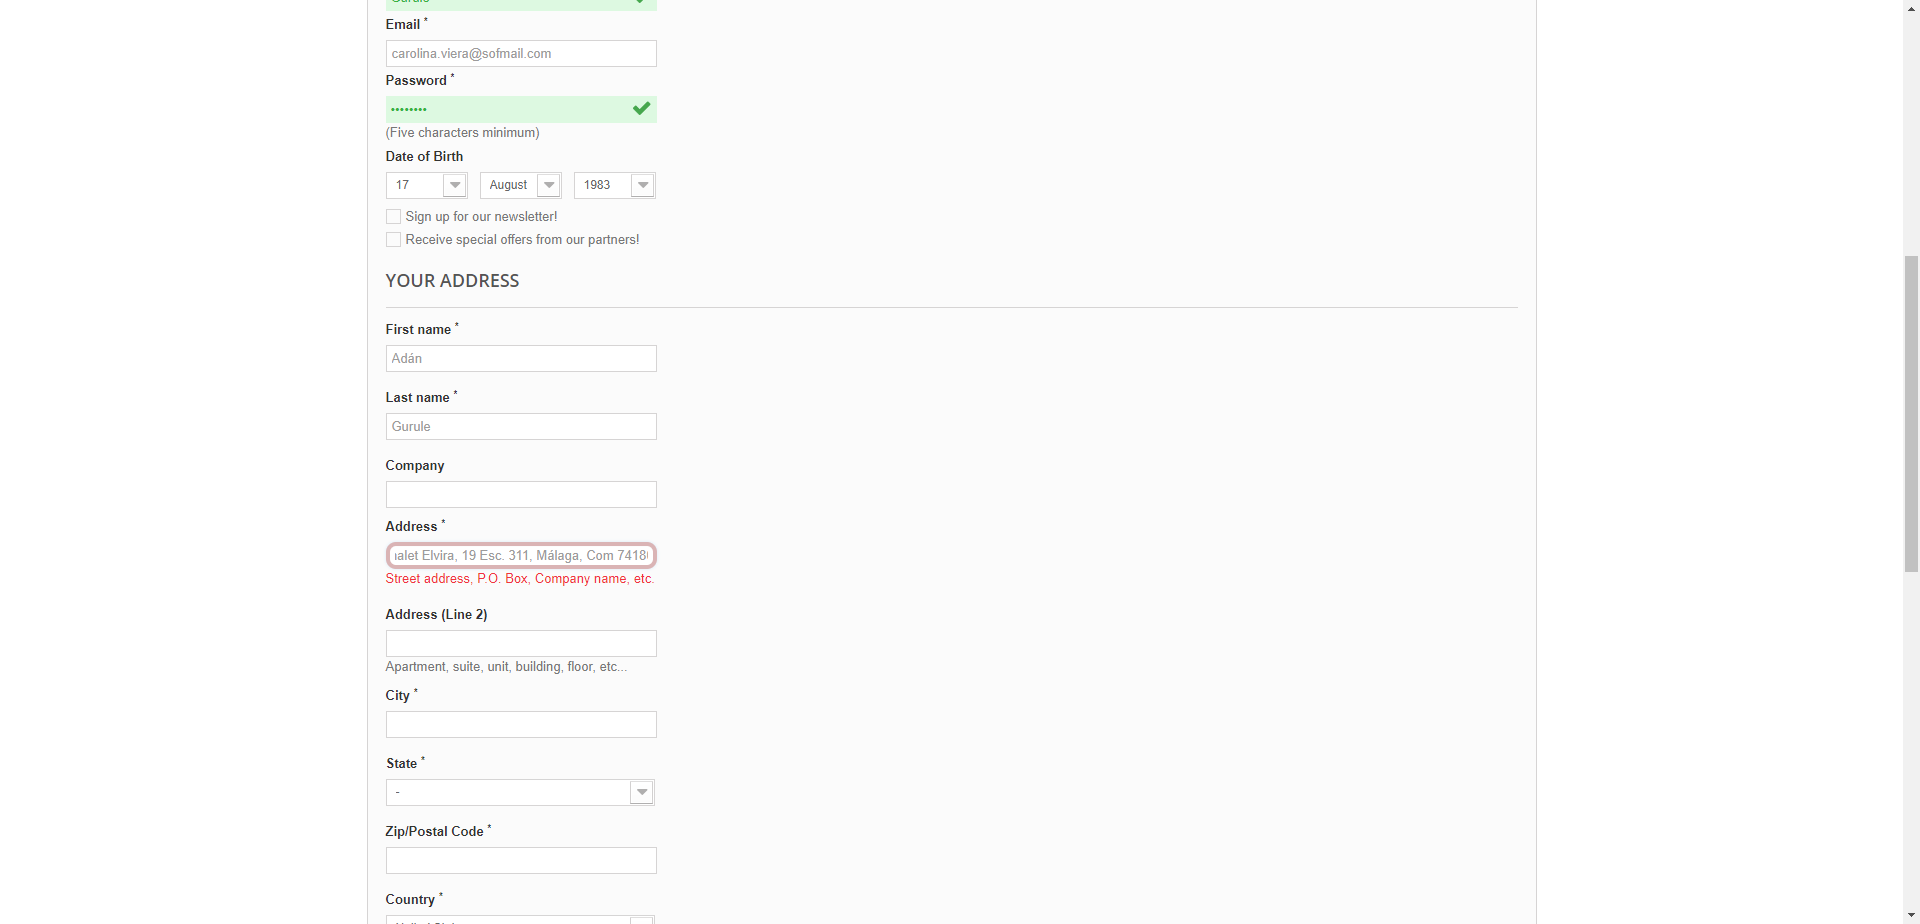 Email *
carolina.viera@sofmail.com
Password *
••••••••
(Five characters minimum)
Date of Birth
17 August 1983
Sign up for our newsletter!
Receive special offers from our partners!
YOUR ADDRESS
First name *
Adán
Last name *
Gurule
Company
Address *
Elvira, 19 Esc. 311, Málaga, Com
Street address, P.O. Box, Company name, etc.
Address (Line 2)
Apartment, suite, unit, building, floor, etc...
City *
State *
-
Zip/Postal Code *
Country *